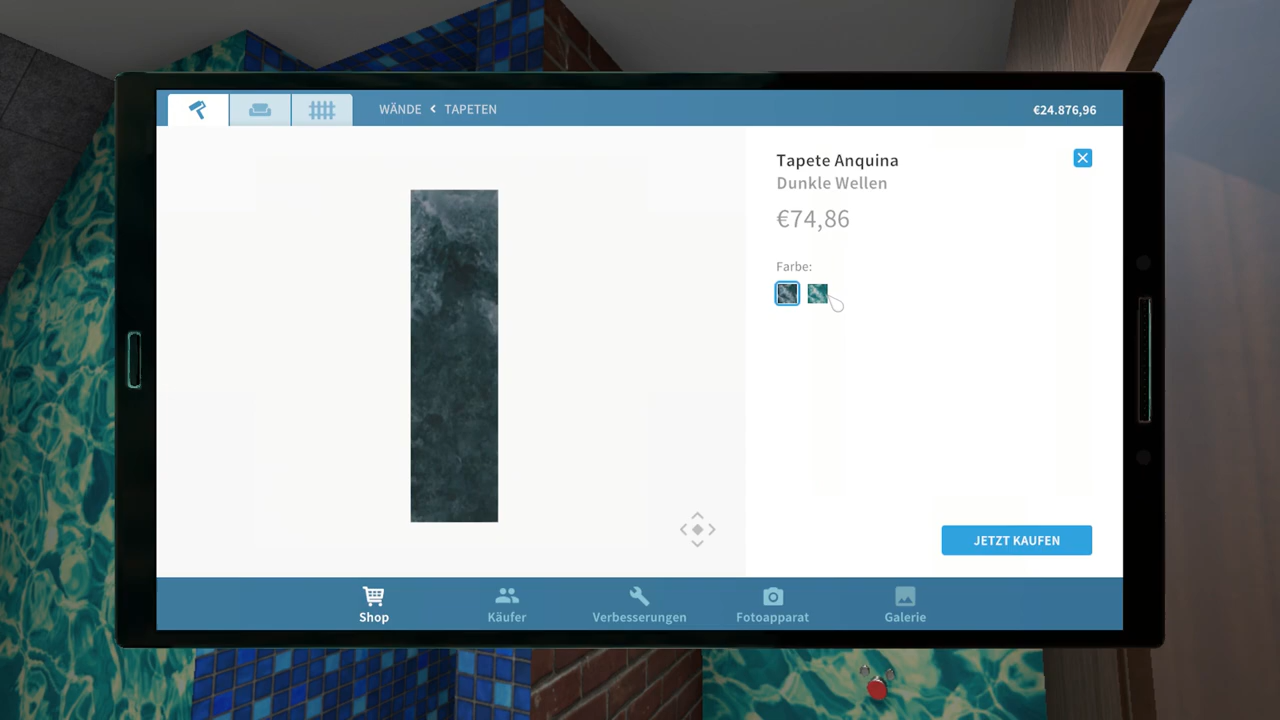 WÄNDE < TAPETEN
€24.876,96
Tapete Anquina
Dunkle Wellen
€74,86
Farbe:
JETZT KAUFEN
Shop
Käufer
Verbesserungen
Fotoapparat
Galerie